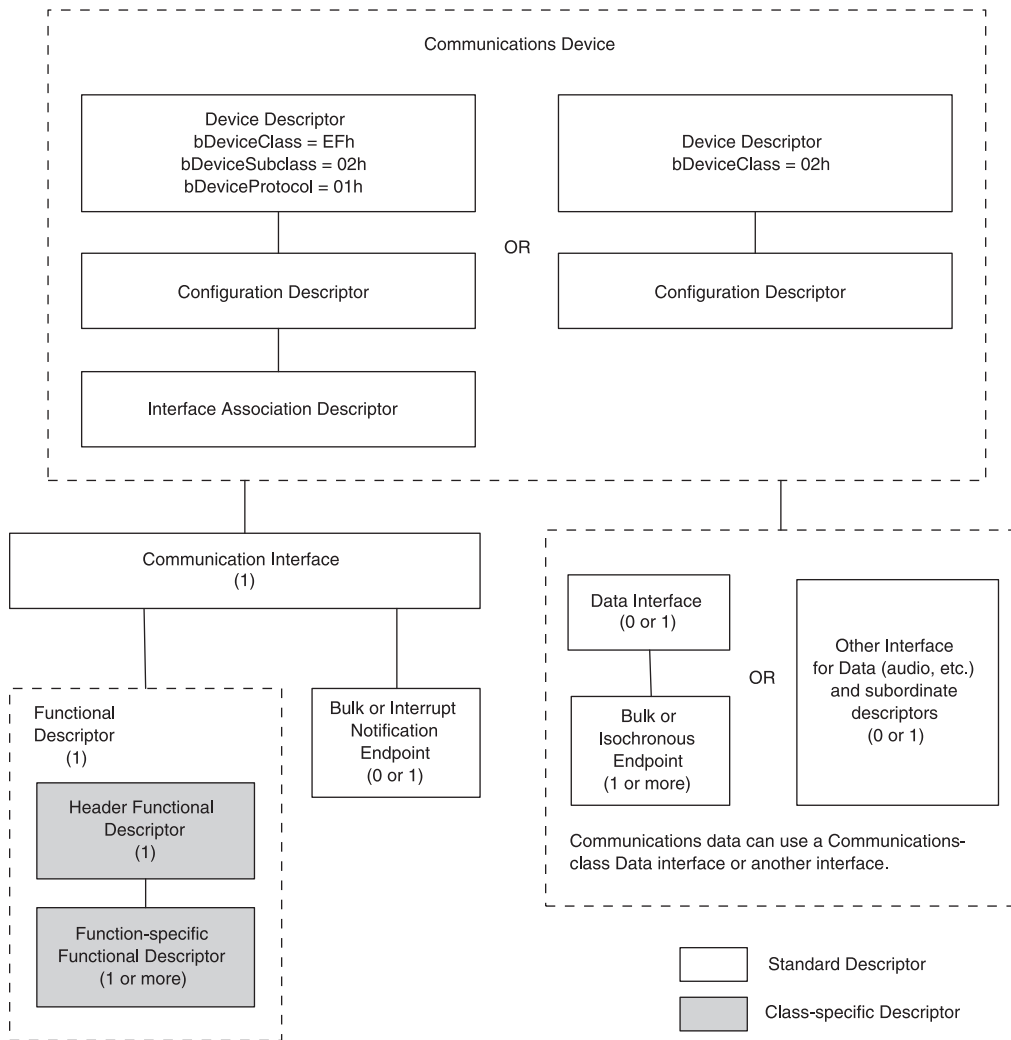 Communications Device
Device Descriptor
bDeviceClass = EFh
bDeviceSubclass = 02h
bDeviceProtocol = 01h
Device Descriptor
bDeviceClass = 02h
OR
Configuration Descriptor
Configuration Descriptor
Interface Association Descriptor
Communication Interface
(1)
Functional
Descriptor
(1)
Header Functional
Descriptor
(1)
Function-specific
Functional Descriptor
(1 or more)
Bulk or Interrupt
Notification
Endpoint
(0 or 1)
Data Interface
(0 or 1)
Bulk or
Isochronous
Endpoint
(1 or more)
OR
Other Interface
for Data (audio, etc.)
and subordinate
descriptors
(0 or 1)
Communications data can use a Communications-
class Data interface or another interface.
Standard Descriptor
Class-specific Descriptor